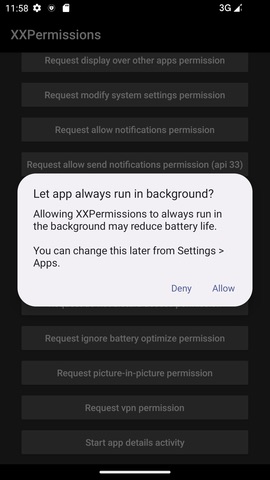 11:58
3G
XXPermissions
Request display over other apps permission
Request modify system settings permission
Request allow notifications permission
Request allow send notifications permission (api 33)
Let app always run in background?
Allowing XXPermissions to always run in
the background may reduce battery life.
You can change this later from Settings >
Apps.
Deny
Allow
Request ignore battery optimize permission
Request picture-in-picture permission
Request vpn permission
Start app details activity